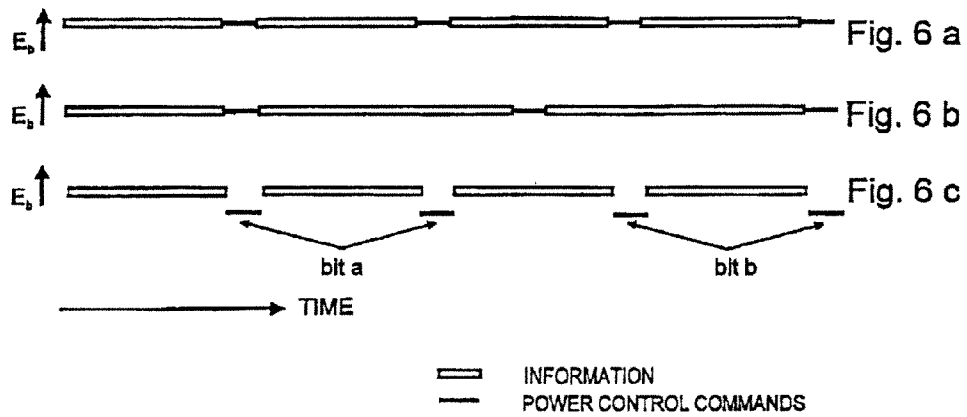 E_b Fig. 6 a
E_b Fig. 6 b
E_b Fig. 6 c
bit a bit b
TIME
INFORMATION
POWER CONTROL COMMANDS